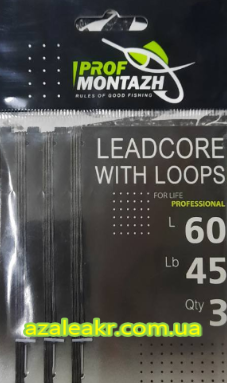 PROF
MONTAZH
RULES OF GOOD FISHING
LEADCORE
WITH LOOPS
FOR LIFE
PROFESSIONAL
L 60
Lb 45
Qty 3
azaleakr.com.ua